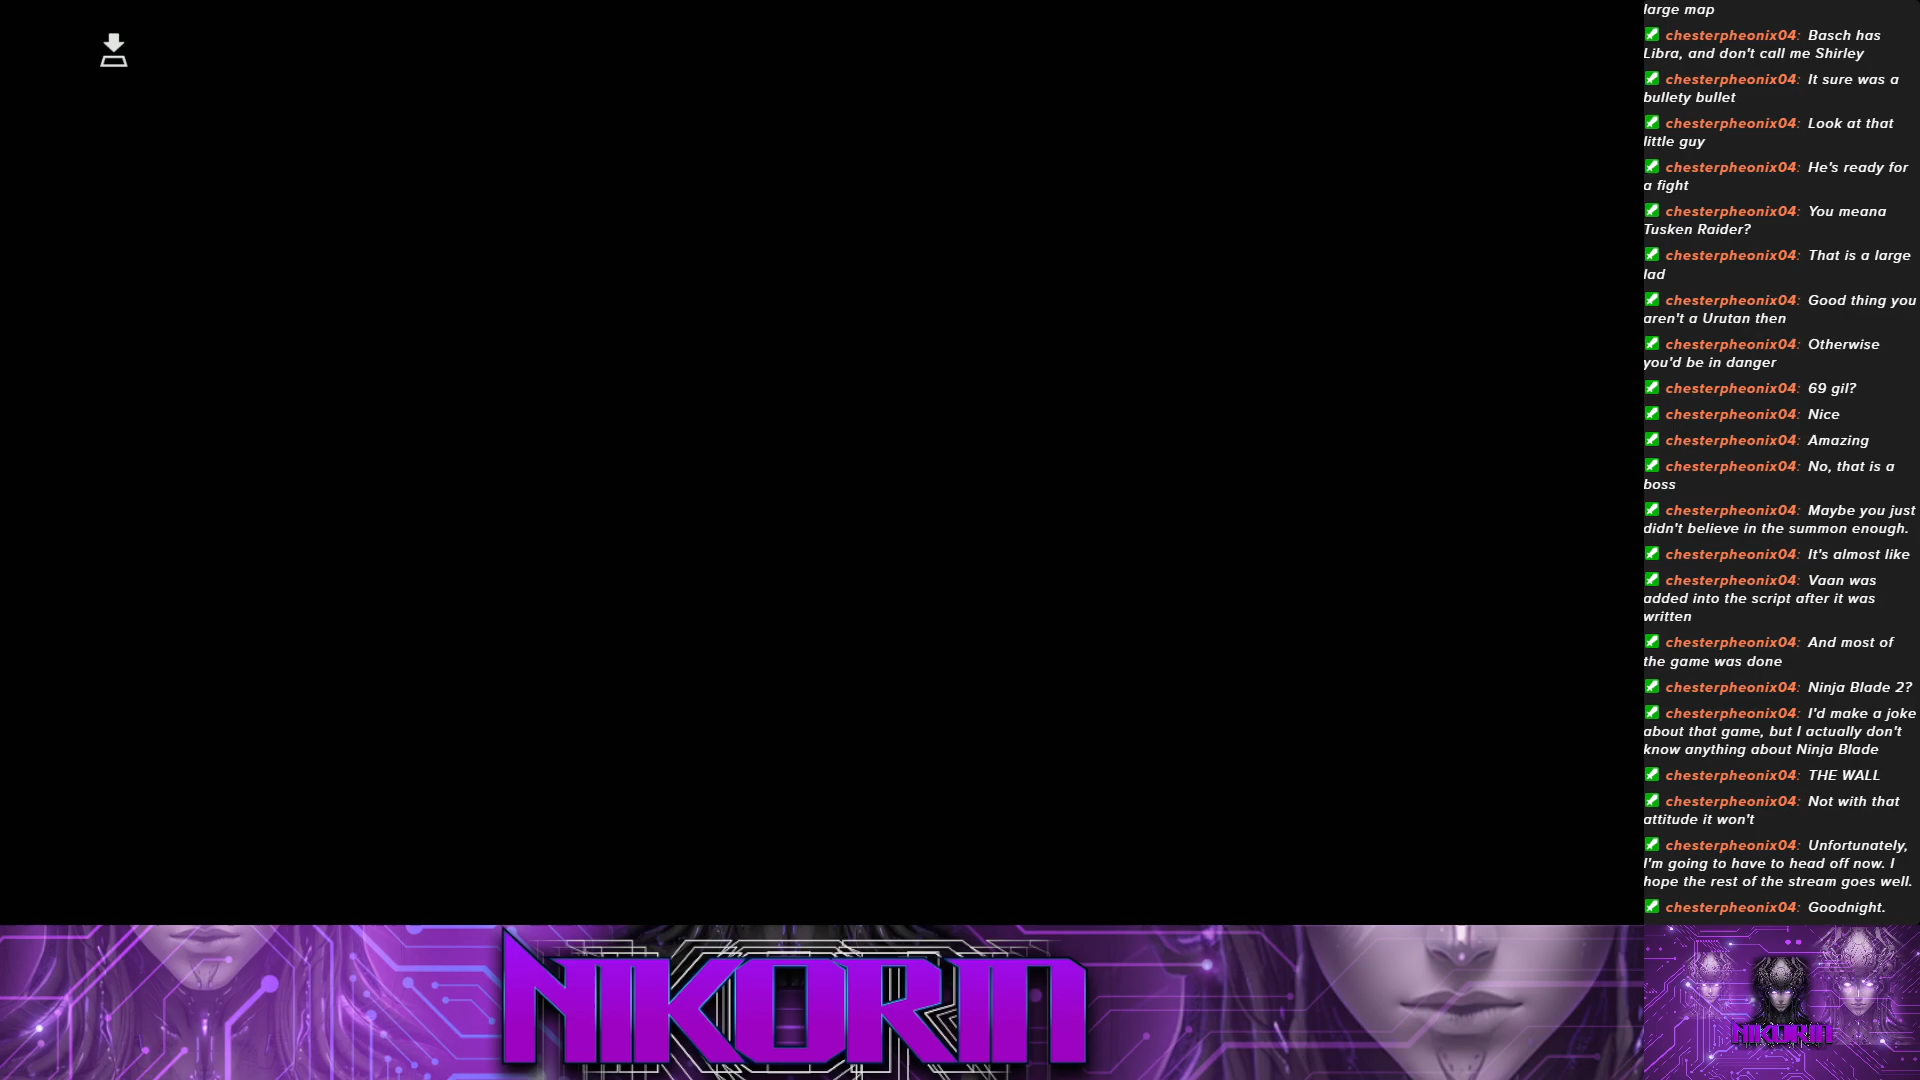 large map
chesterpheonix04: Basch has
Libra, and don't call me Shirley
chesterpheonix04: It sure was a
bullety bullet
chesterpheonix04: Look at that
little guy
chesterpheonix04: He's ready for
a fight
chesterpheonix04: You meana
Tusken Raider?
chesterpheonix04: That is a large
lad
chesterpheonix04: Good thing you
aren't a Urutan then
chesterpheonix04: Otherwise
you'd be in danger
chesterpheonix04: 69 gil?
chesterpheonix04: Nice
chesterpheonix04: Amazing
chesterpheonix04: No, that is a
boss
chesterpheonix04: Maybe you just
didn't believe in the summon enough.
chesterpheonix04: It's almost like
chesterpheonix04: Vaan was
added into the script after it was
written
chesterpheonix04: And most of
the game was done
chesterpheonix04: Ninja Blade 2?
chesterpheonix04: I'd make a joke
about that game, but I actually don't
know anything about Ninja Blade
chesterpheonix04: THE WALL
chesterpheonix04: Not with that
attitude it won't
chesterpheonix04: Unfortunately,
I'm going to have to head off now. I
hope the rest of the stream goes well.
chesterpheonix04: Goodnight.
NIKORIN
NIKORIN